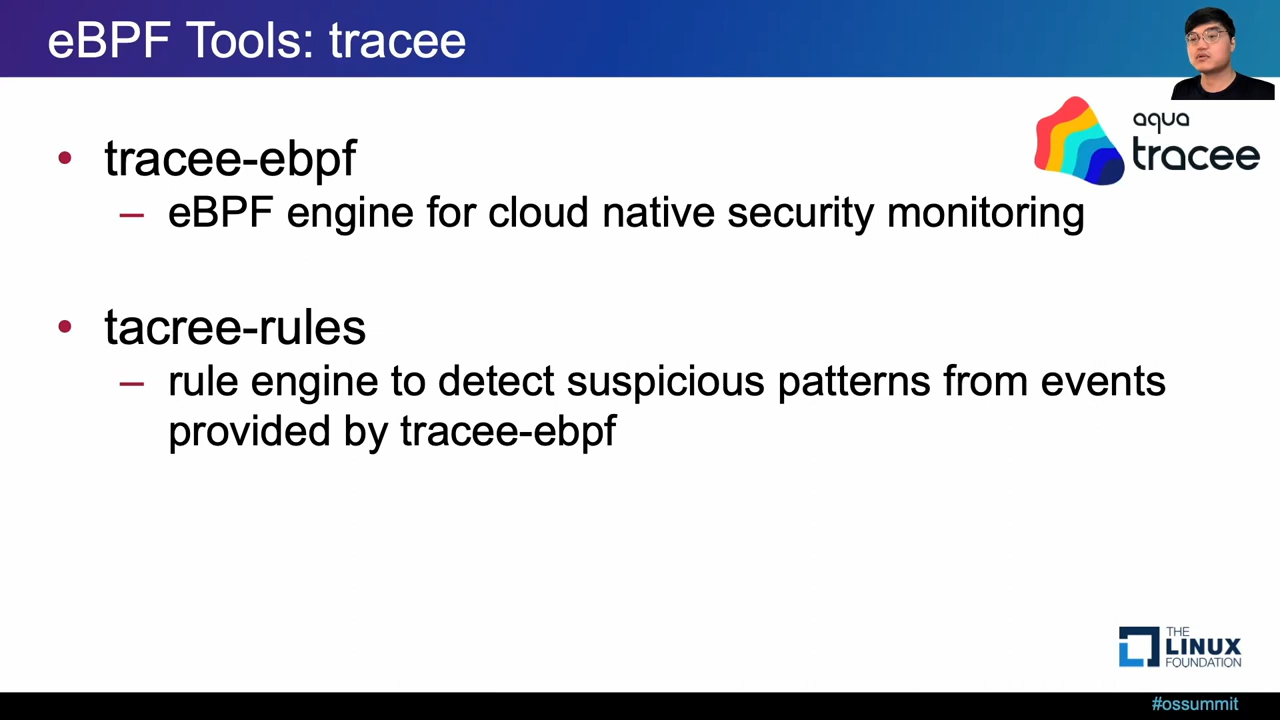 eBPF Tools: tracee
aqua
tracee
• tracee-ebpf
– eBPF engine for cloud native security monitoring
• tacree-rules
– rule engine to detect suspicious patterns from events
provided by tracee-ebpf
THE
LINUX
FOUNDATION
#ossummit